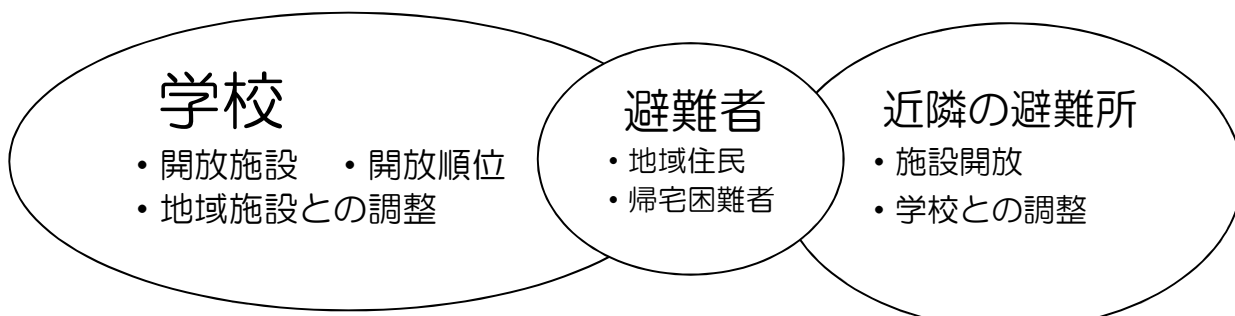 学校
・開放施設　・開放順位
・地域施設との調整
避難者
・地域住民
・帰宅困難者
近隣の避難所
・施設開放
・学校との調整